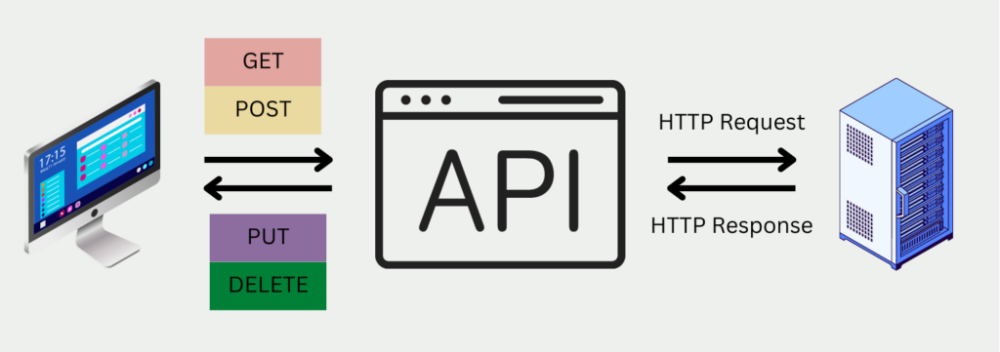 GET
POST
17:15
PUT
DELETE
API
HTTP Request
HTTP Response